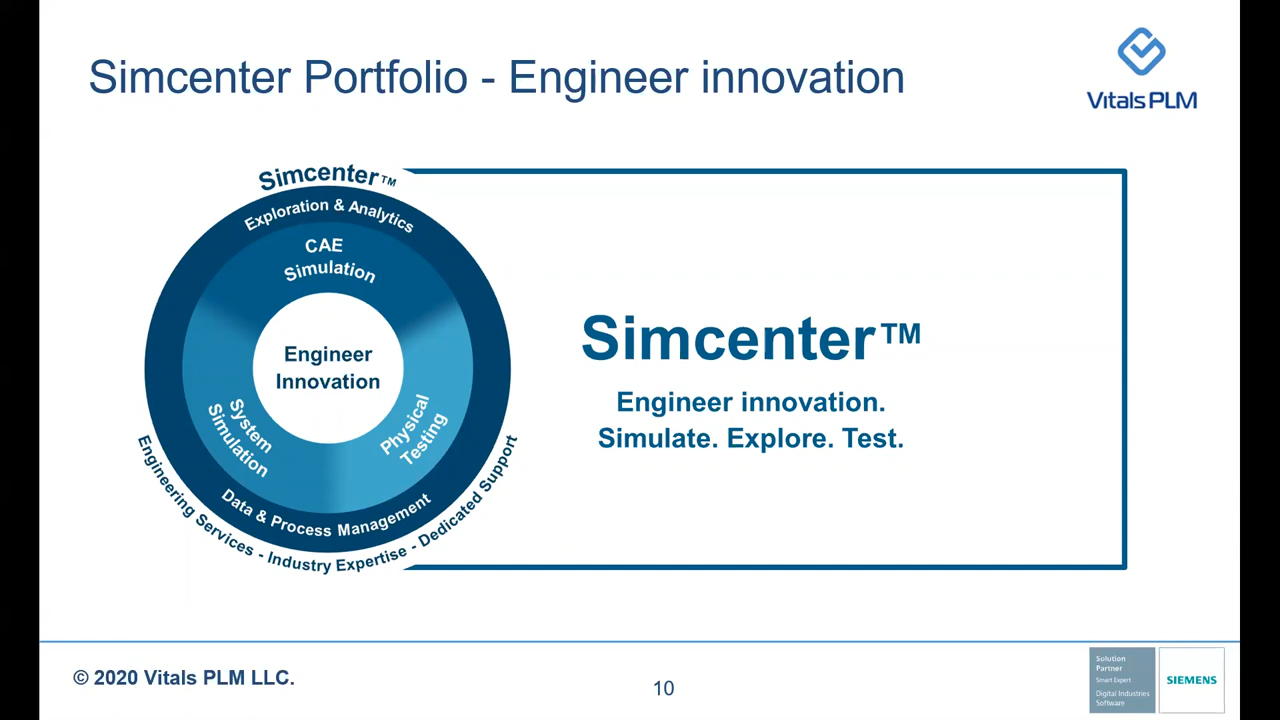 Simcenter Portfolio - Engineer innovation
VitalsPLM
Simcenter™
Exploration & Analytics
CAE
Simulation
Engineer
Innovation
System
Simulation
Physical
Testing
Data & Process Management
Engineering Services - Industry Expertise - Dedicated Support
Simcenter™
Engineer innovation.
Simulate. Explore. Test.
© 2020 Vitals PLM LLC.
10
Solution
Partner
Smart Expert
Digital Industries
Software
SIEMENS